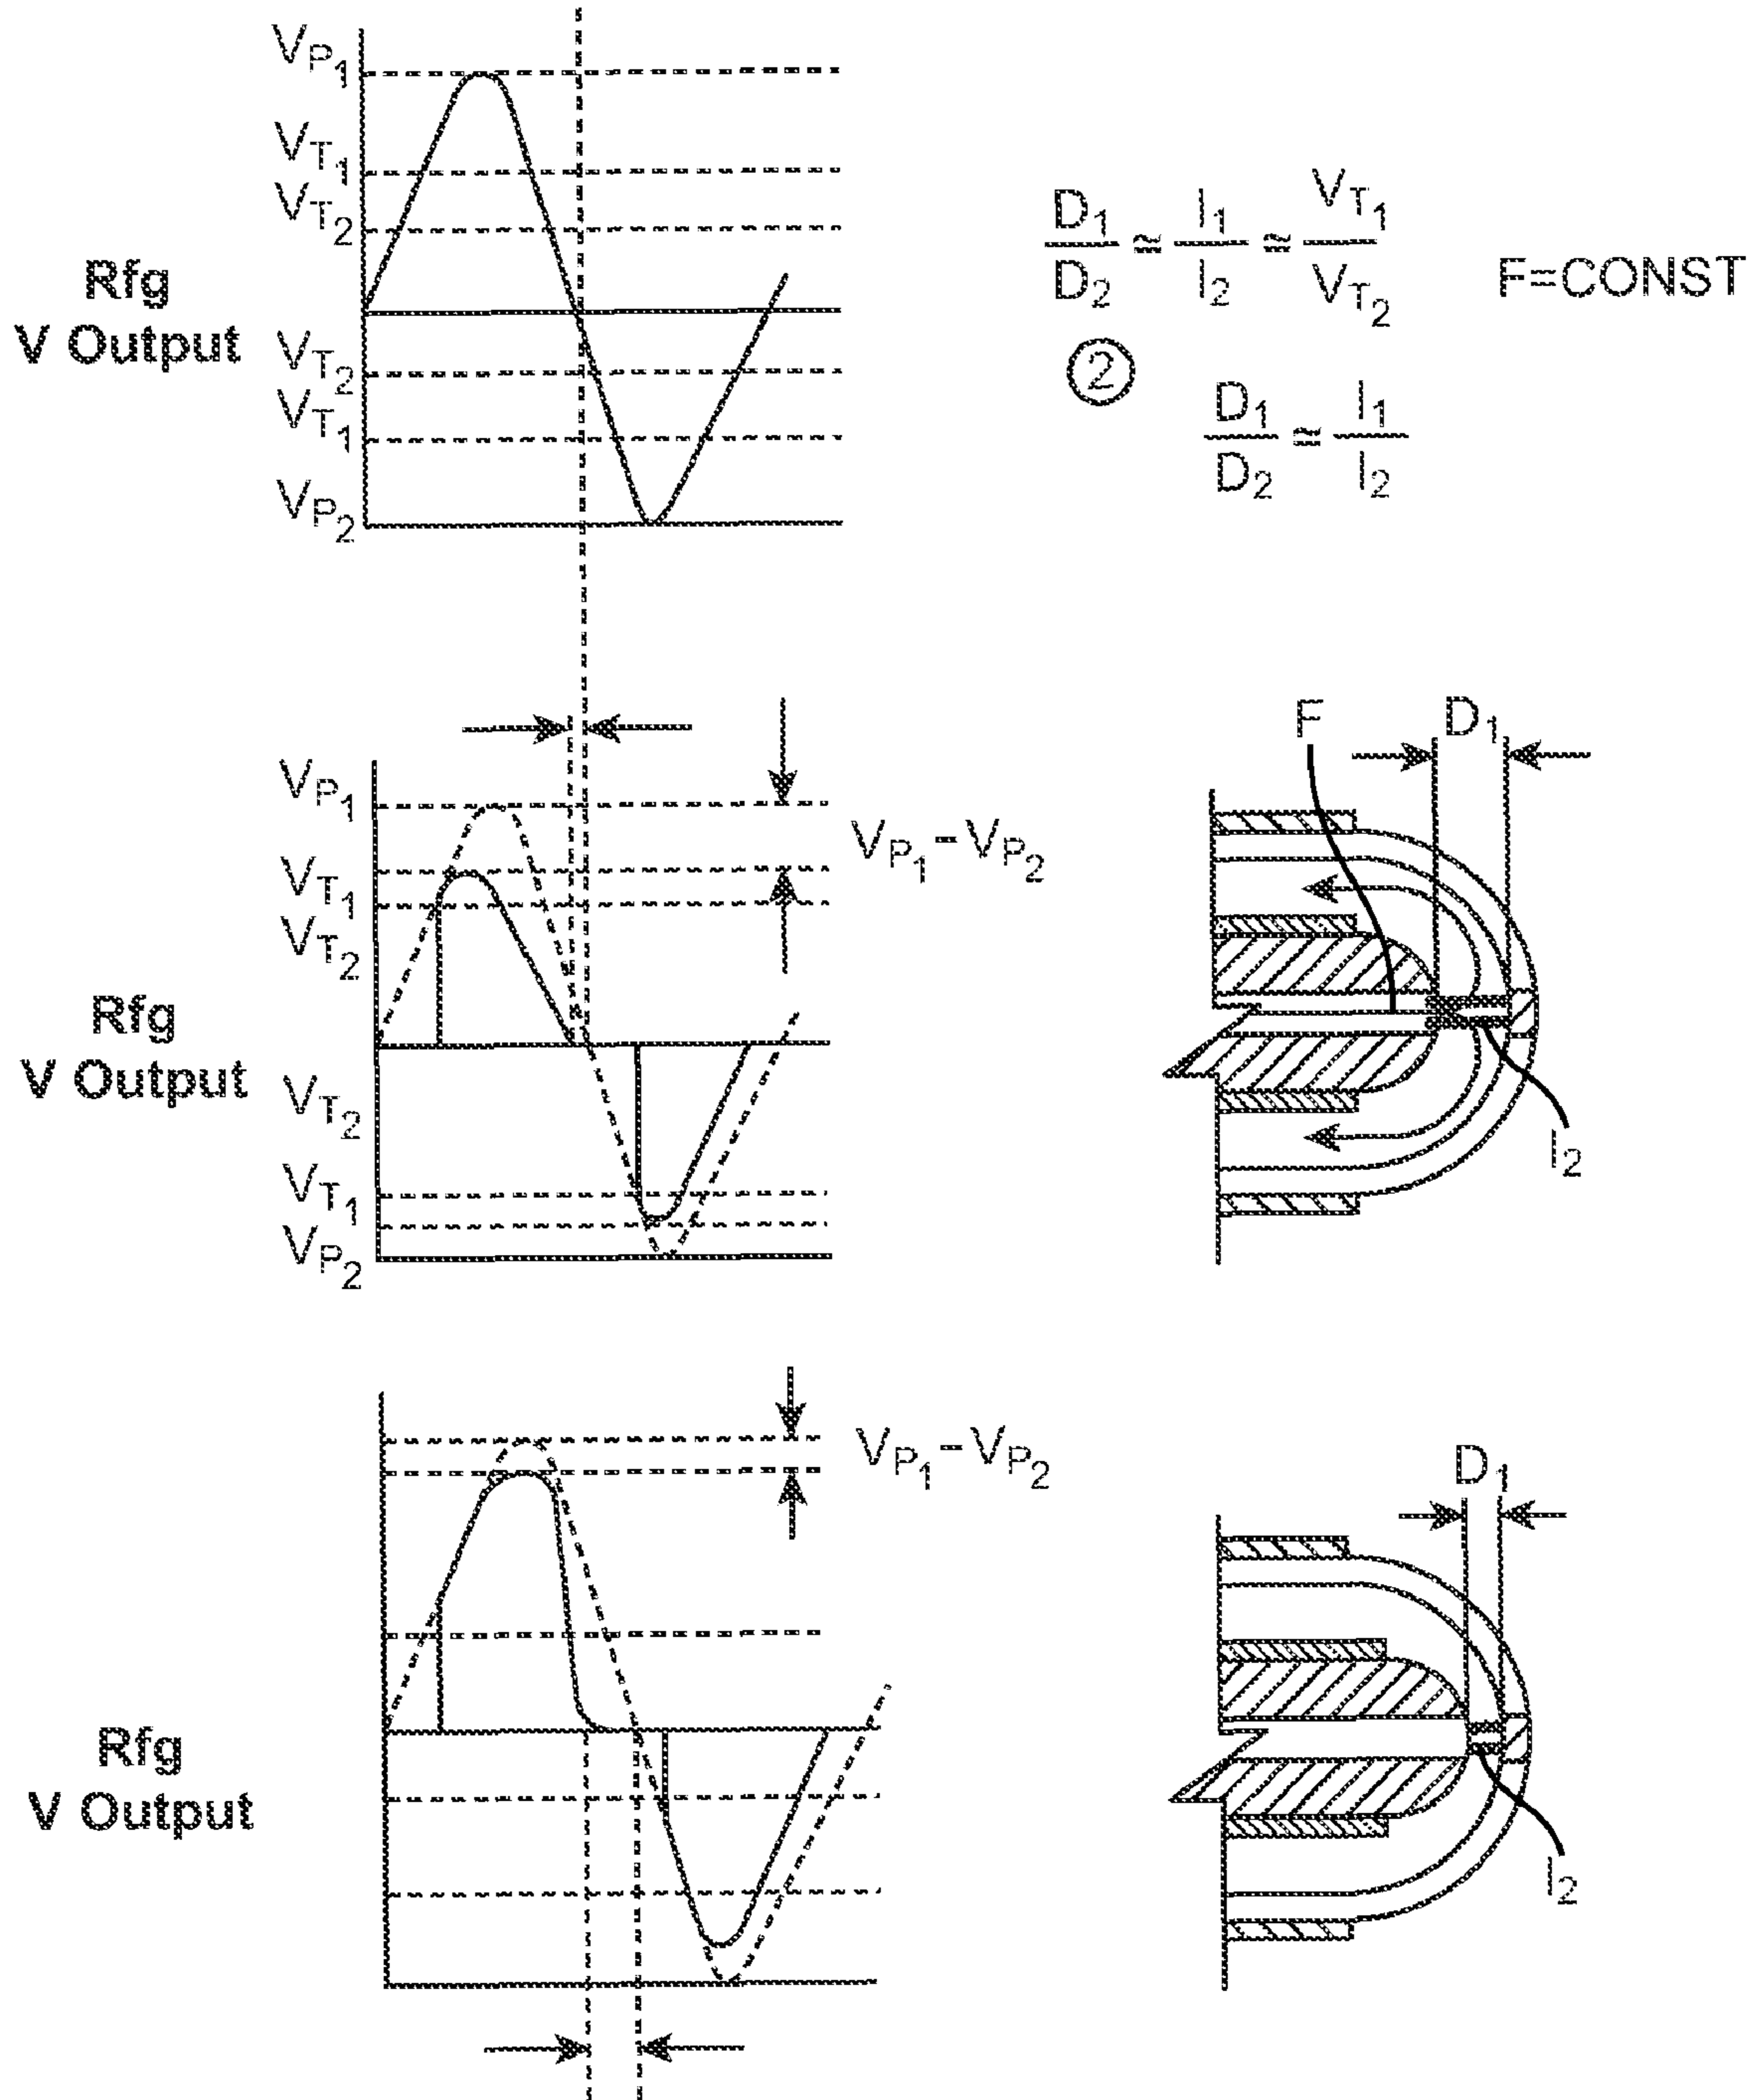 VP1
VT1
VT2
Rfg
V Output
VT2
VT1
VP2
D1/D2 ≅ I1/I2 ≅ VT1/VT2 F=CONST
②
D1/D2 ≅ I1/I2
VP1
VT1
VT2
Rfg
V Output
VT2
VT1
VP2
VP1-VP2
F
D1
I2
VP1-VP2
Rfg
V Output
D1
I2